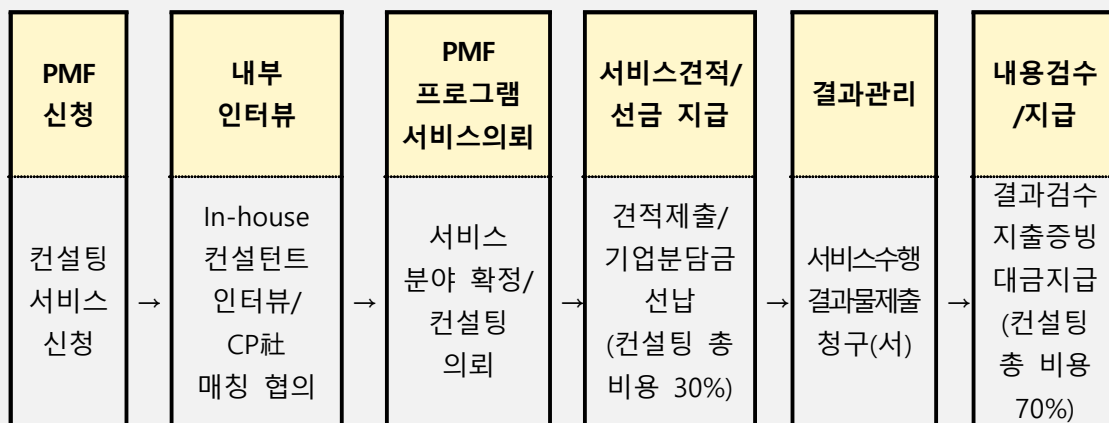 PMF
신청
내부
인터뷰
PMF
프로그램
서비스의뢰
서비스견적/
선금 지급
결과관리
내용검수
/지급
컨설팅
서비스
신청
→
In-house
컨설턴트
인터뷰/
CP社
매칭 협의
→
서비스
분야 확정/
컨설팅
의뢰
→
견적제출/
기업분담금
선납
(컨설팅 총
비용 30%)
→
서비스수행
결과물제출
청구(서)
→
결과검수
지출증빙
대금지급
(컨설팅
총 비용
70%)